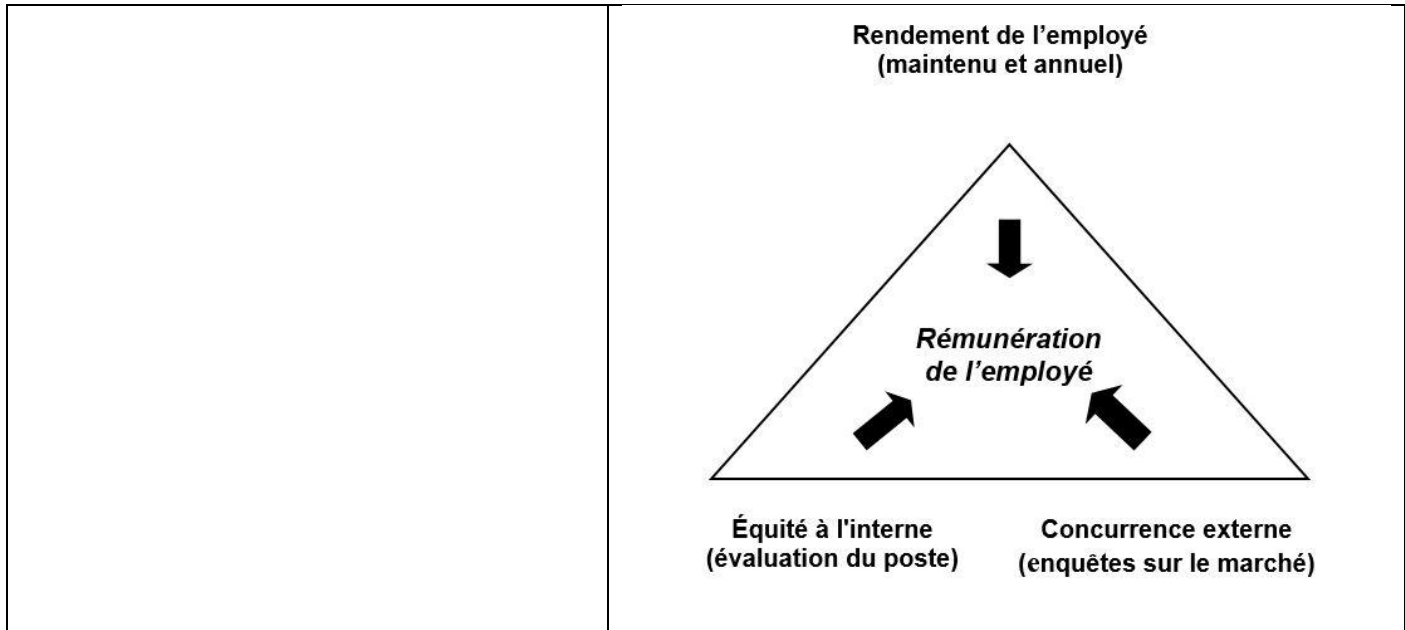 Rendement de l’employé
(maintenu et annuel)
Rémunération
de l’employé
Équité à l'interne
(évaluation du poste)
Concurrence externe
(enquêtes sur le marché)